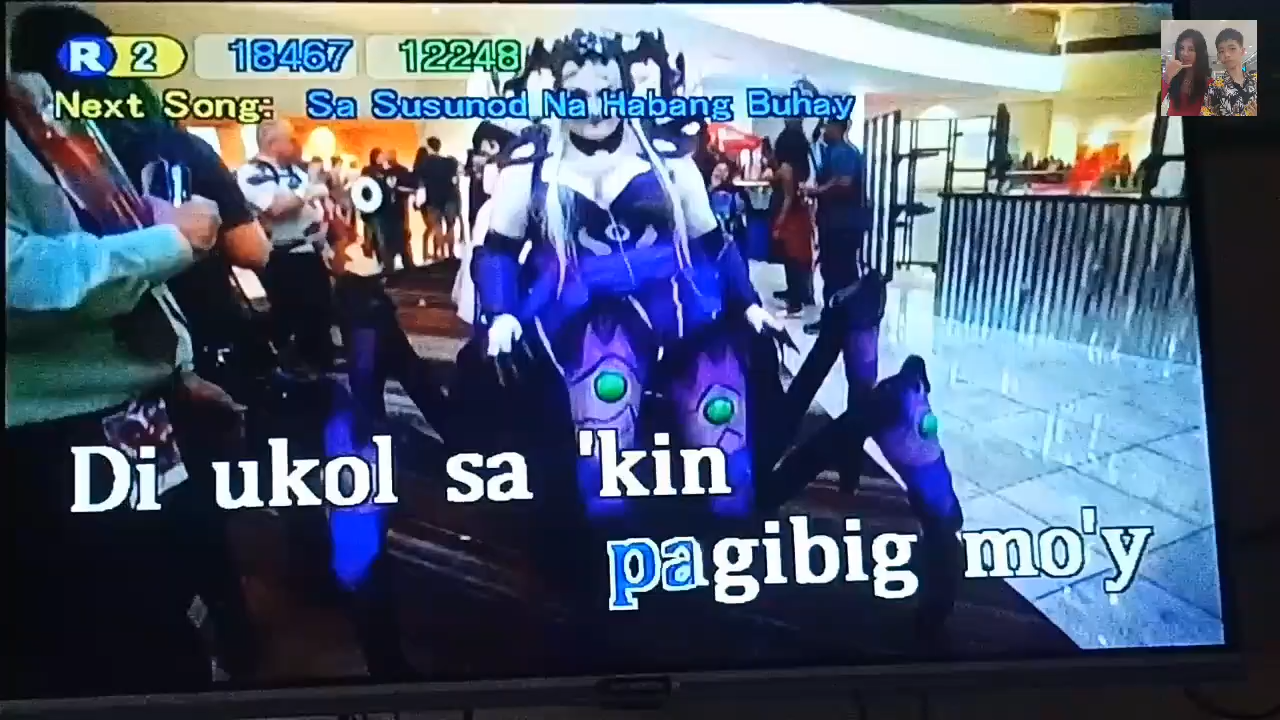 R 2 18467 12248
Next Song: Sa Susunod Na Habang Buhay
Di ukol sa 'kin
pagibig mo'y